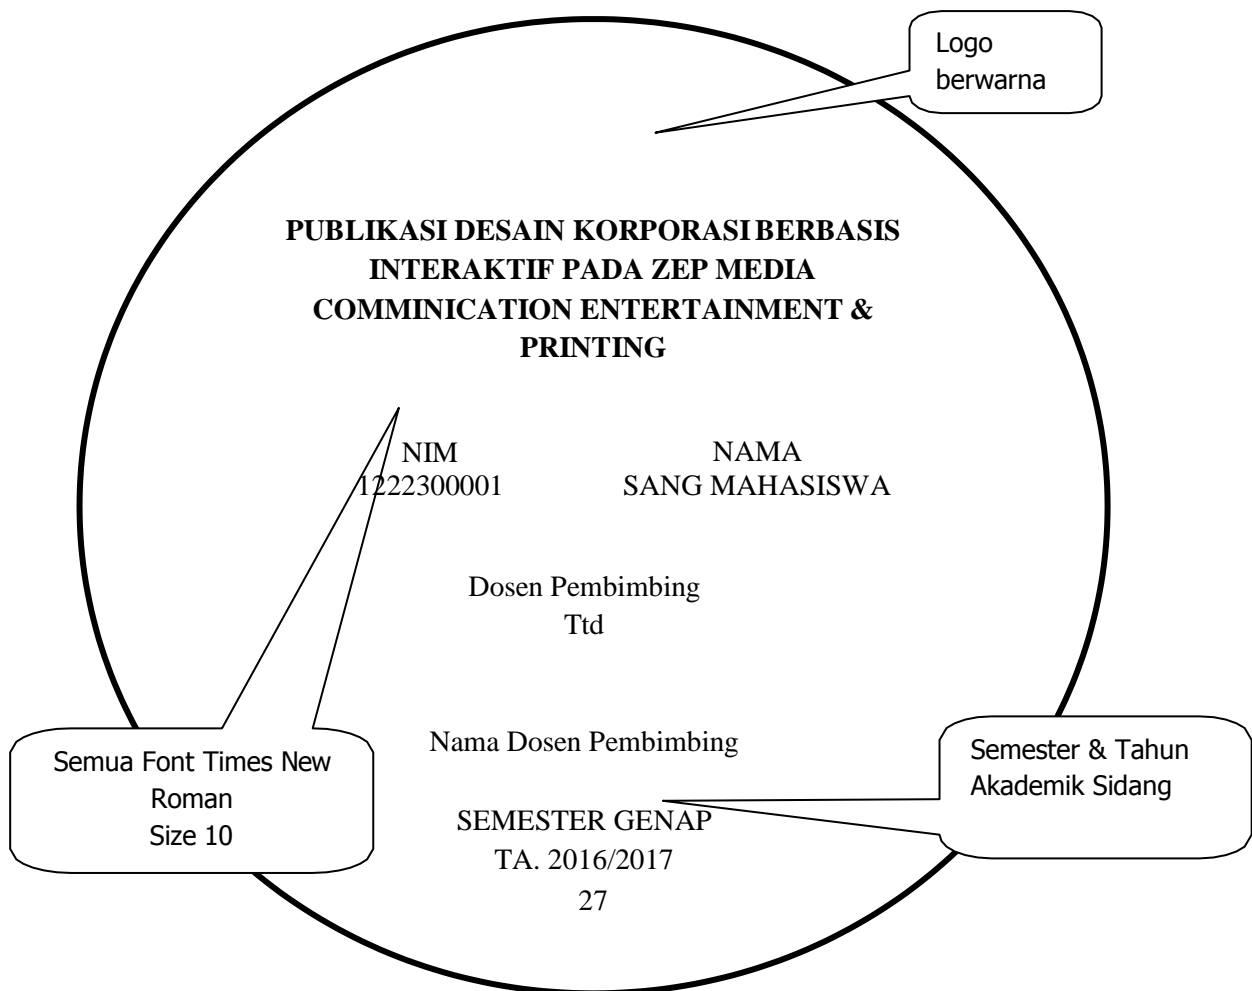 Logo
berwarna
PUBLIKASI DESAIN KORPORASI BERBASIS
INTERAKTIF PADA ZEP MEDIA
COMMINICATION ENTERTAINMENT &
PRINTING
NIM NAMA
1222300001 SANG MAHASISWA
Dosen Pembimbing
Ttd
Nama Dosen Pembimbing
Semua Font Times New
Roman
Size 10
Semester & Tahun
Akademik Sidang
SEMESTER GENAP
TA. 2016/2017
27